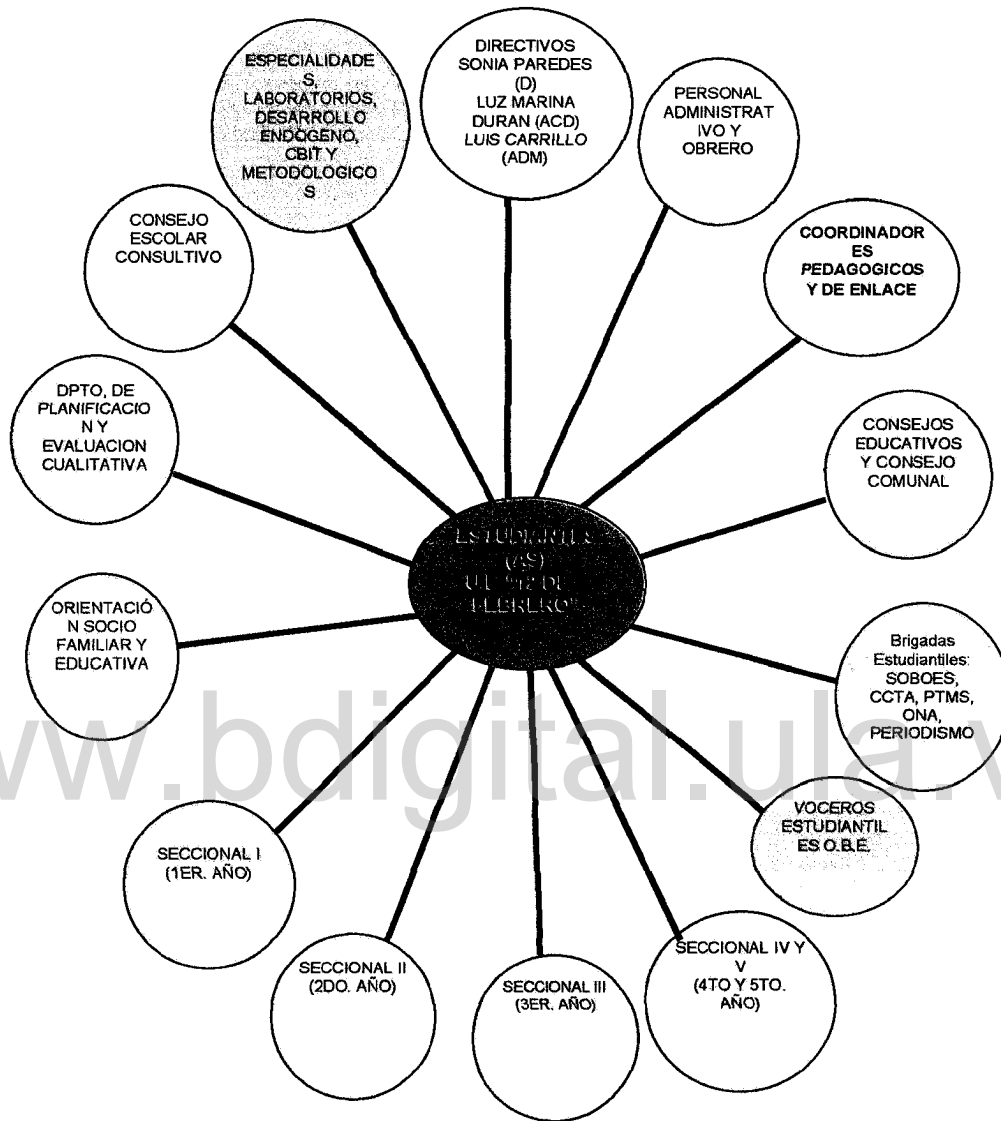 DIRECTIVOS
SONIA PAREDES
(D)
LUZ MARINA
DURAN (ACD)
LUIS CARRILLO
(ADM)
PERSONAL
ADMINISTRAT
IVO Y
OBRERO
COORDINADOR
ES
PEDAGOGICOS
Y DE ENLACE
CONSEJOS
EDUCATIVOS
Y CONSEJO
COMUNAL
Brigadas
Estudiantiles:
SOBOES,
CCTA, PTMS,
ONA,
PERIODISMO
VOCEROS
ESTUDIANTIL
ES O.B.E.
SECCIONAL IV Y
V
(4TO Y 5TO.
AÑO)
SECCIONAL III
(3ER. AÑO)
SECCIONAL II
(2DO. AÑO)
SECCIONAL I
(1ER. AÑO)
ORIENTACIÓ
N SOCIO
FAMILIAR Y
EDUCATIVA
DPTO, DE
PLANIFICACIO
N Y
EVALUACION
CUALITATIVA
CONSEJO
ESCOLAR
CONSULTIVO
ESPECIALIDADE
S,
LABORATORIOS,
DESARROLLO
ENDOGENO,
CBIT Y
METODOLOGICO
S
ESTUDIANTES
(AS)
U.E. "12 DE
FEBRERO"
ww.bdigital.ula.v